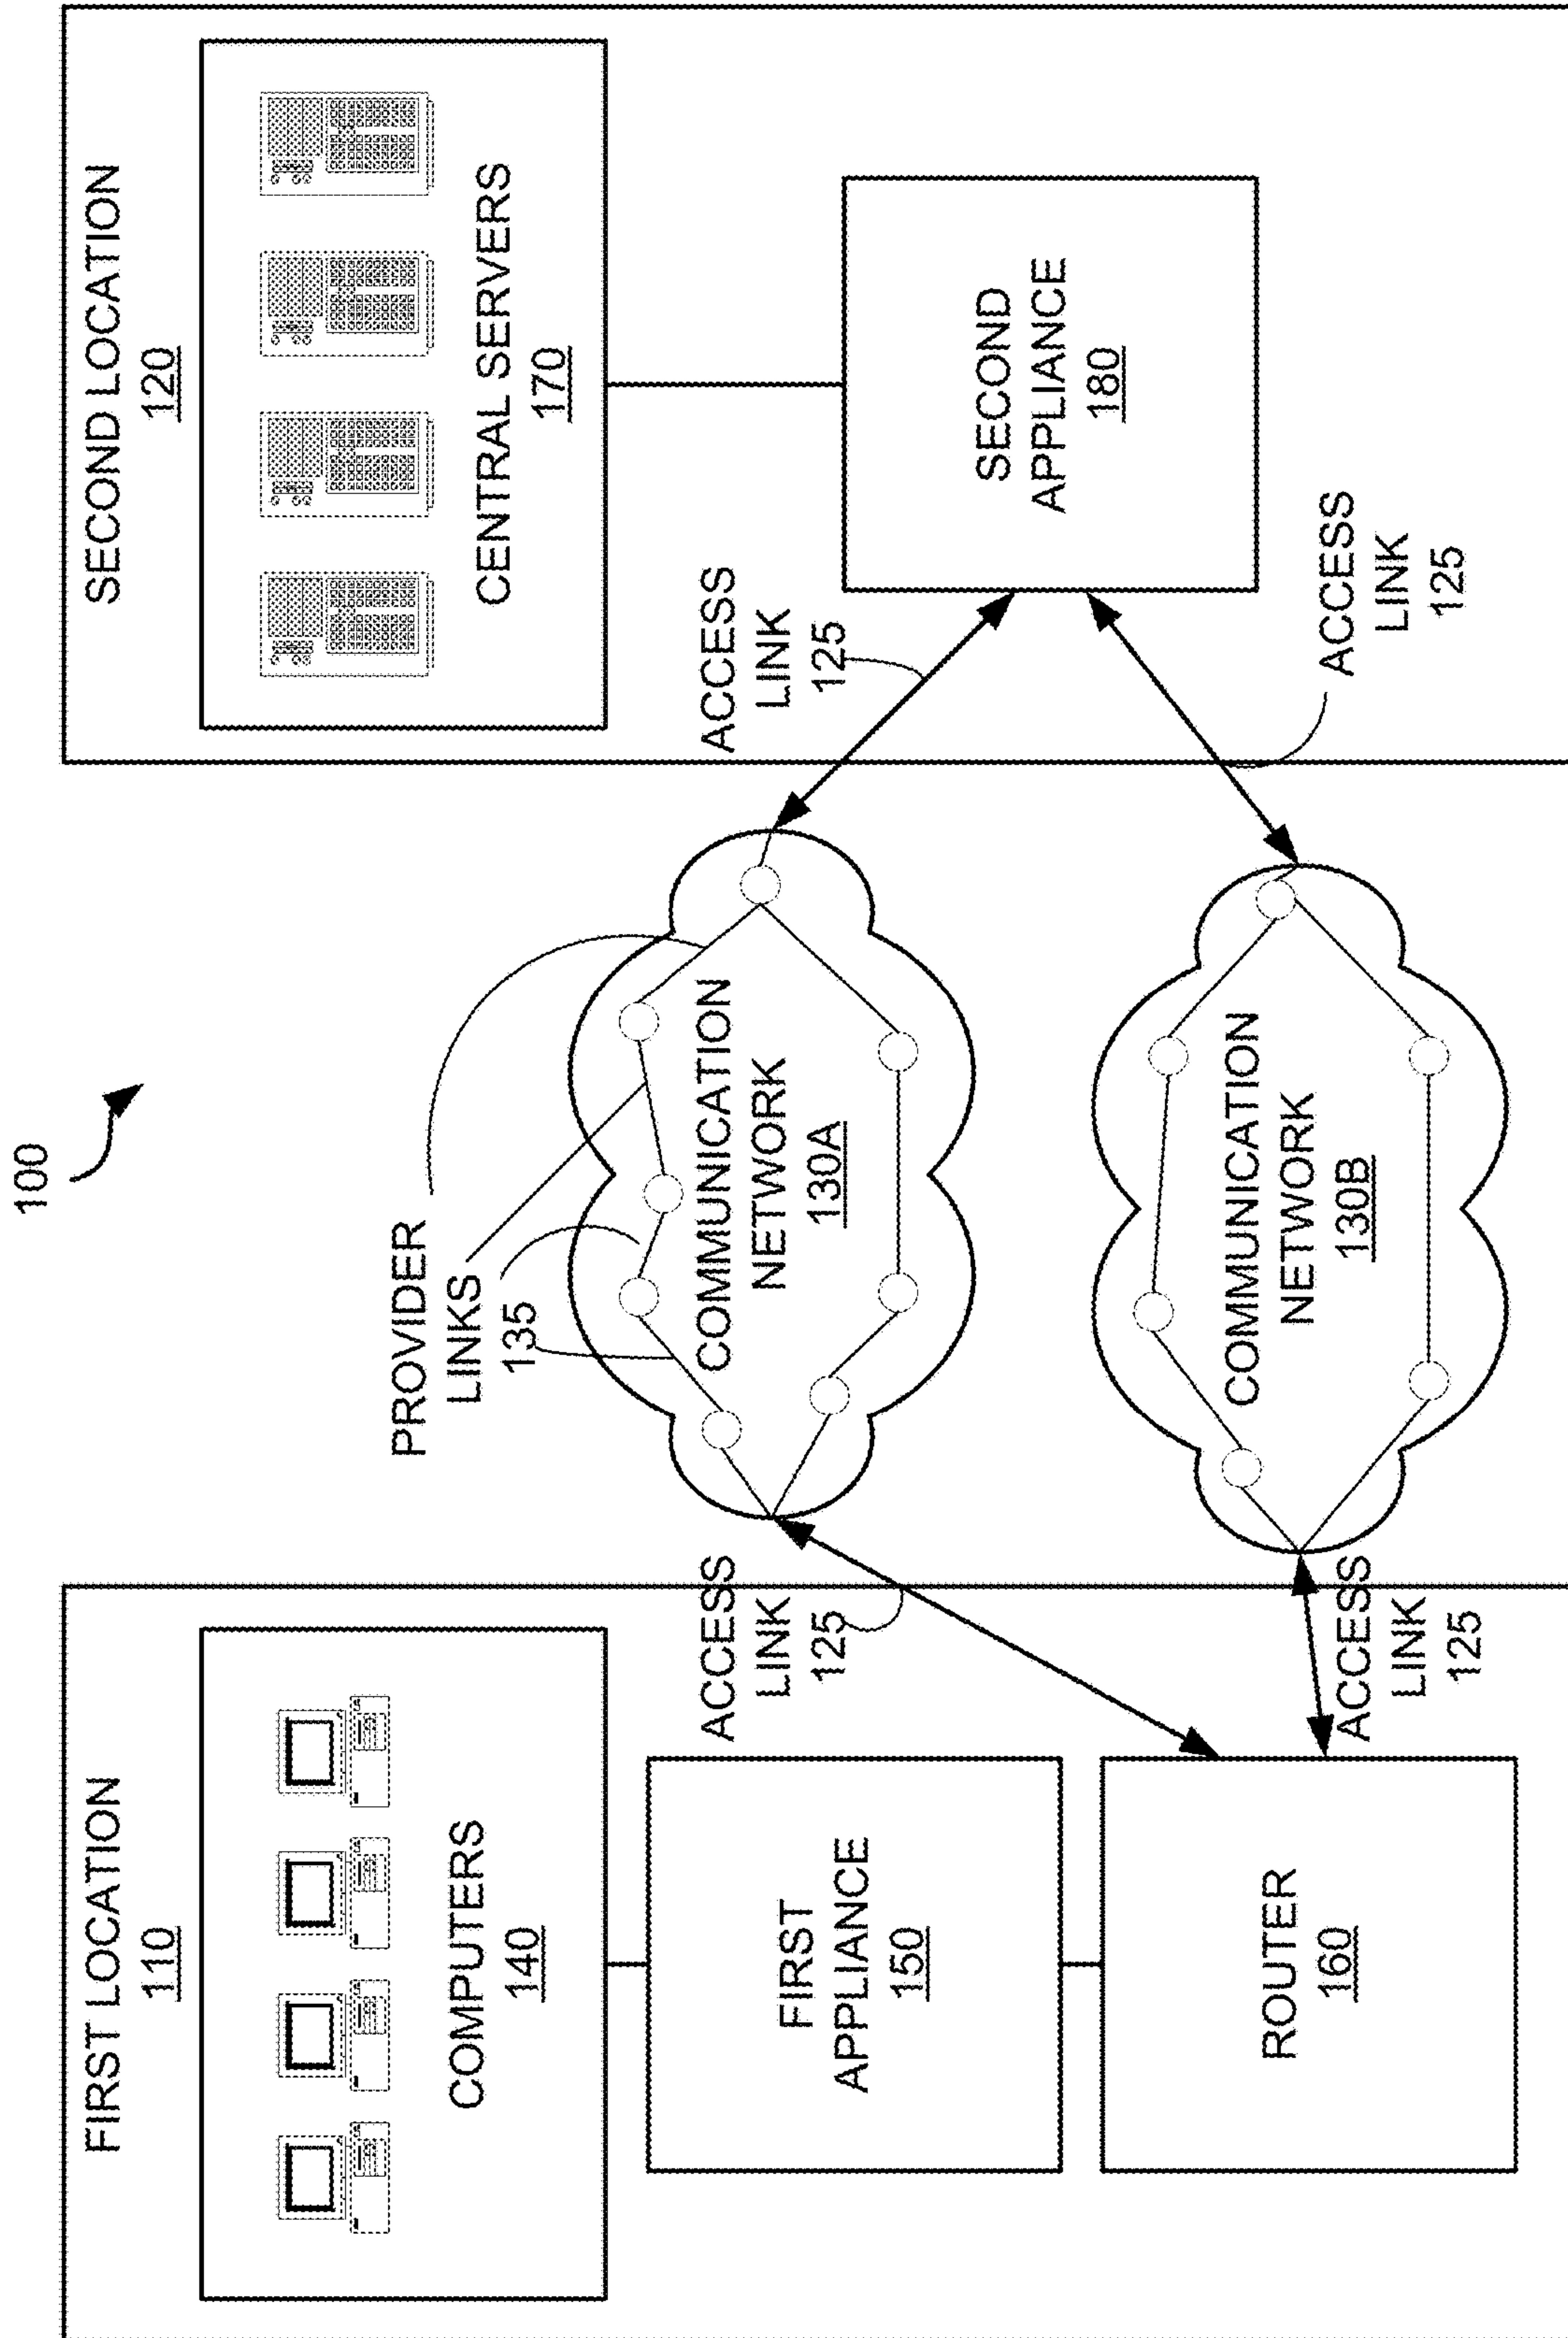 100
FIRST LOCATION
110
COMPUTERS
140
FIRST
APPLIANCE
150
ROUTER
160
ACCESS
LINK
125
ACCESS
LINK
125
PROVIDER
LINKS
135
COMMUNICATION
NETWORK
130A
COMMUNICATION
NETWORK
130B
SECOND LOCATION
120
CENTRAL SERVERS
170
ACCESS
LINK
125
SECOND
APPLIANCE
180
ACCESS
LINK
125